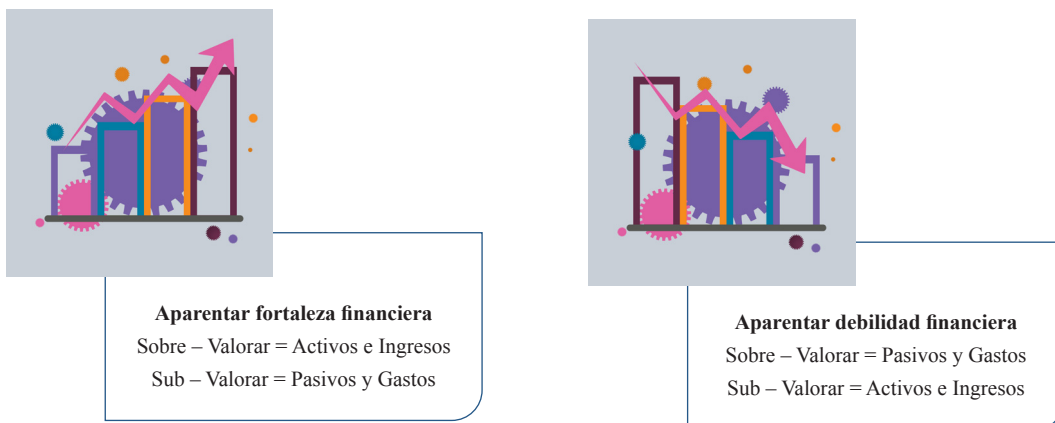 Aparentar fortaleza financiera
Sobre – Valorar = Activos e Ingresos
Sub – Valorar = Pasivos y Gastos
Aparentar debilidad financiera
Sobre – Valorar = Pasivos y Gastos
Sub – Valorar = Activos e Ingresos